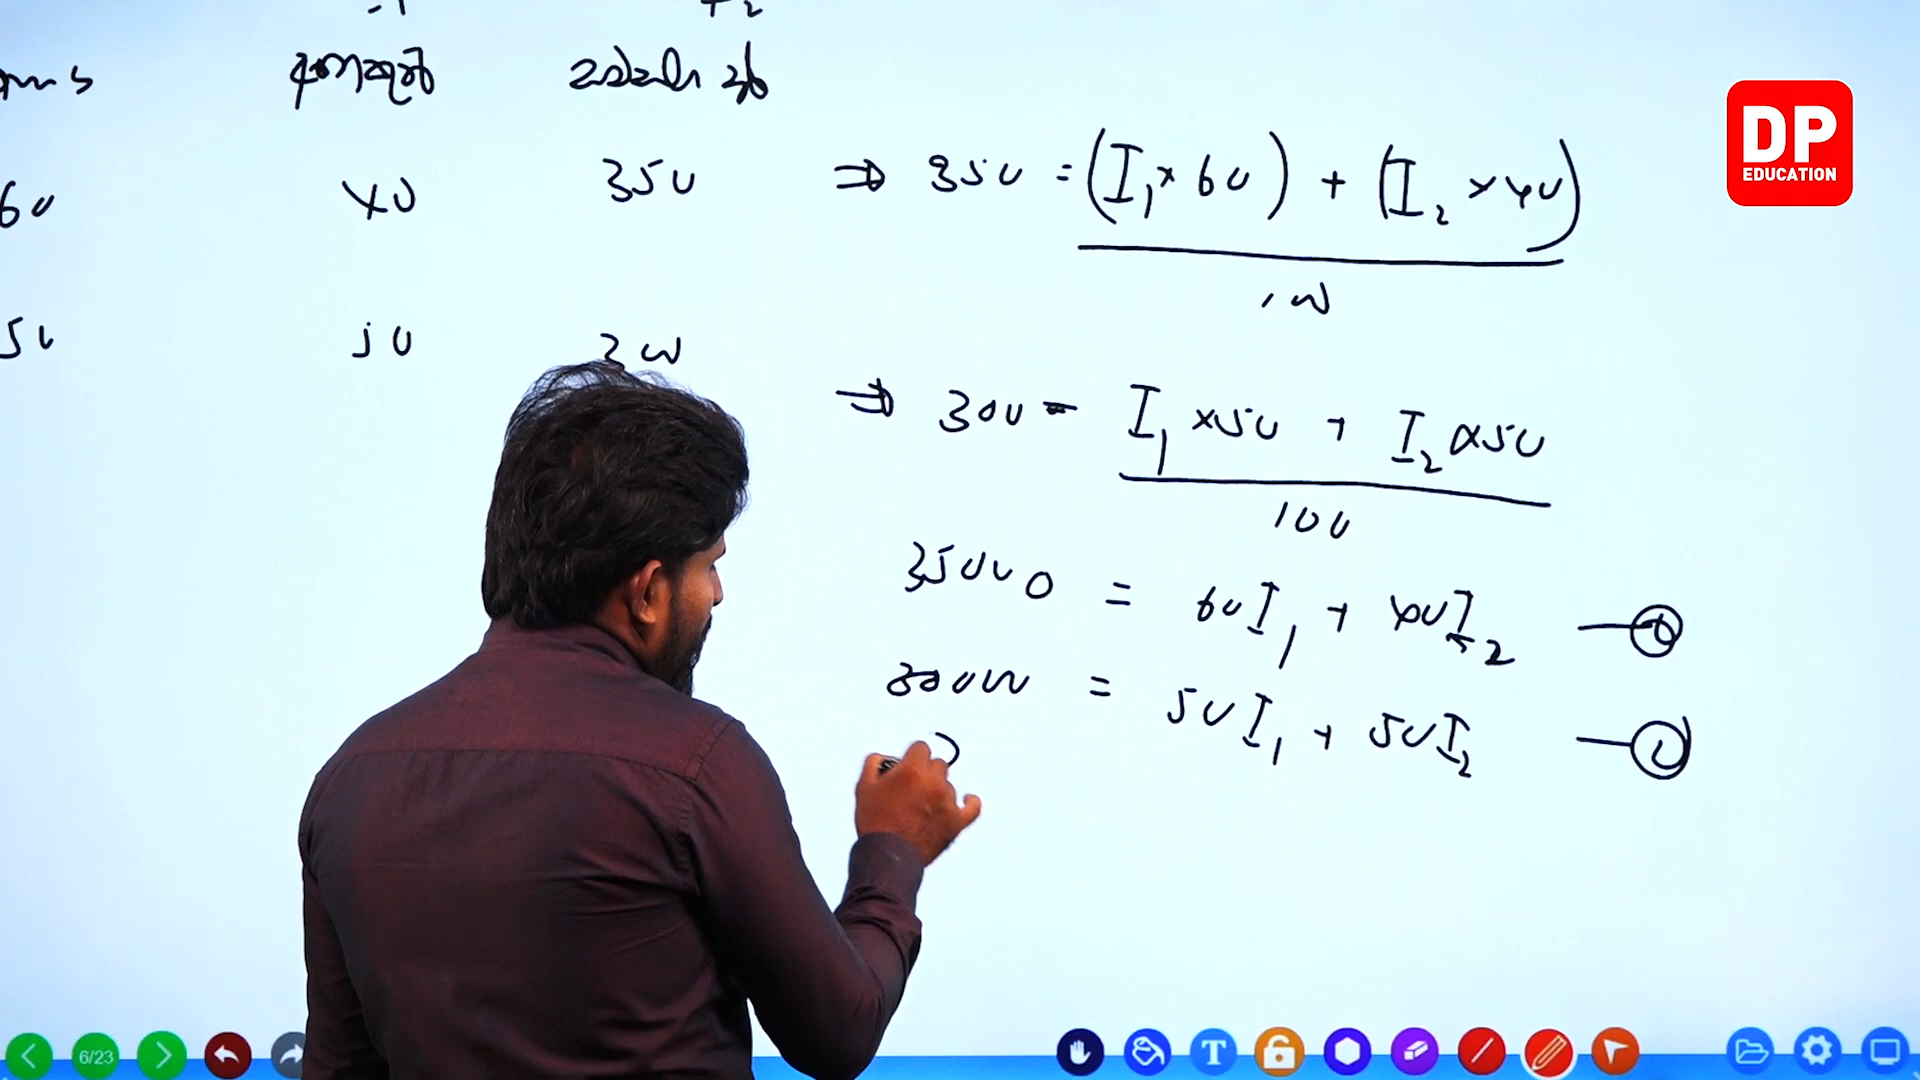 60 40 350 ⇒ 350 = (I₁ × 60) + (I₂ × 40)
100
50 50 300
⇒ 300 = I₁ × 50 + I₂ × 50
100
35000 = 60I₁ + 40I₂ — ①
30000 = 50I₁ + 50I₂ — ②
DP
EDUCATION
6/23
T